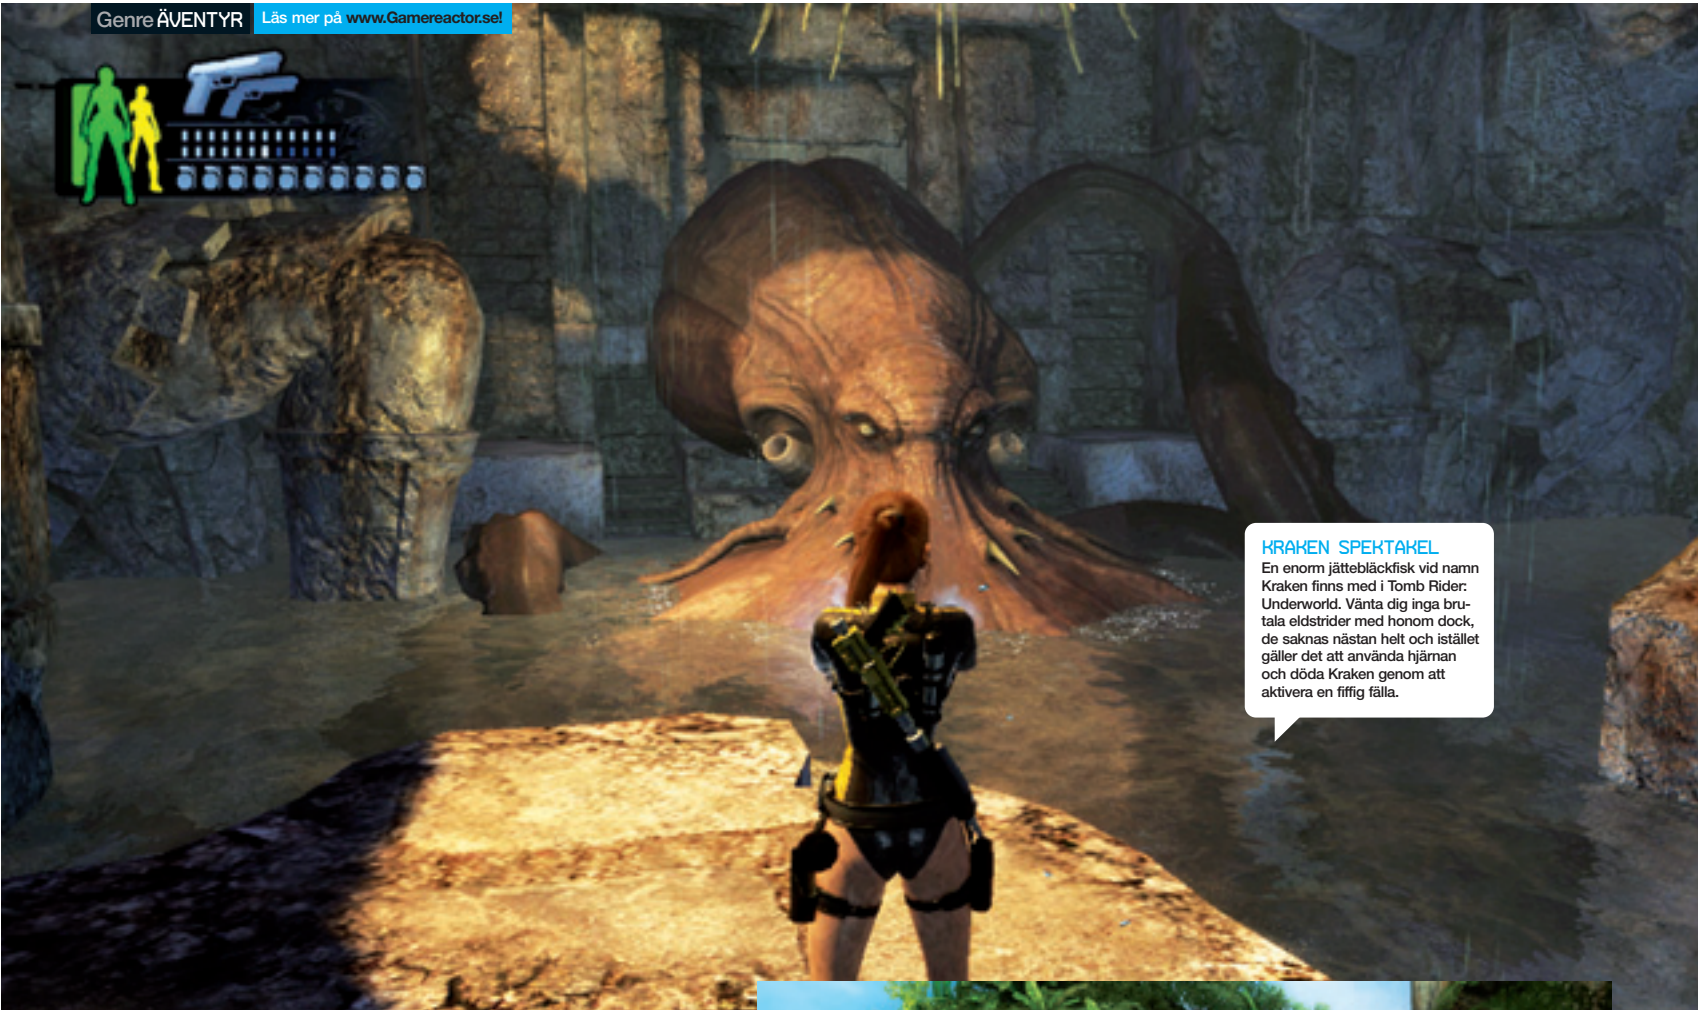 Genre ÄVENTYR
Läs mer på www.Gamereactor.se!
KRAKEN SPEKTAKEL
En enorm jättebläckfisk vid namn
Kraken finns med i Tomb Rider:
Underworld. Vänta dig inga bru-
tala eldstrider med honom dock,
de saknas nästan helt och istället
gäller det att använda hjärnan
och döda Kraken genom att
aktivera en fiffig fälla.